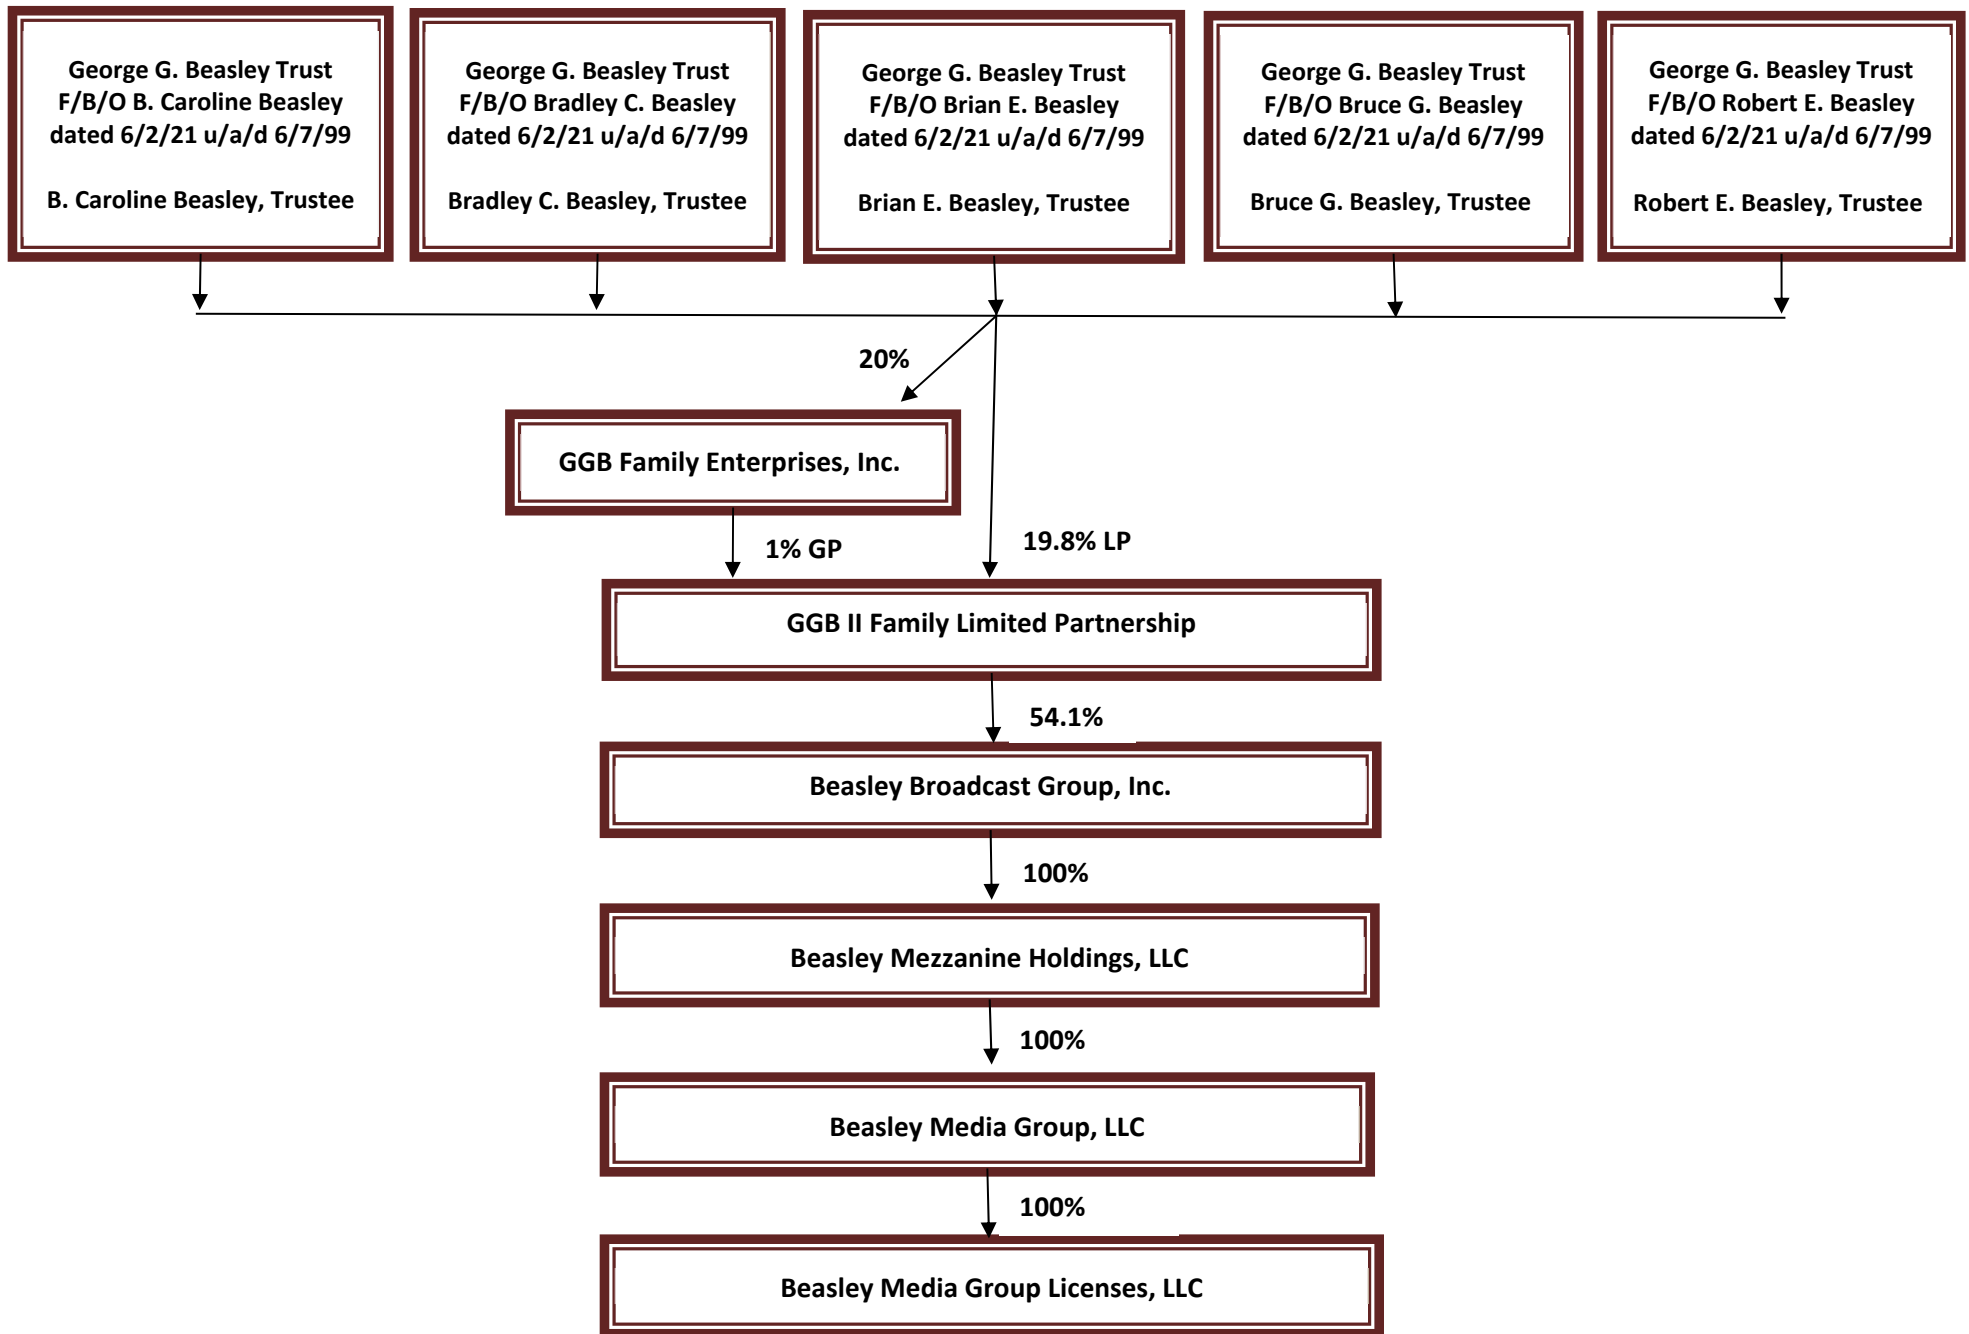 George G. Beasley Trust
F/B/O B. Caroline Beasley
dated 6/2/21 u/a/d 6/7/99
B. Caroline Beasley, Trustee
George G. Beasley Trust
F/B/O Bradley C. Beasley
dated 6/2/21 u/a/d 6/7/99
Bradley C. Beasley, Trustee
George G. Beasley Trust
F/B/O Brian E. Beasley
dated 6/2/21 u/a/d 6/7/99
Brian E. Beasley, Trustee
George G. Beasley Trust
F/B/O Bruce G. Beasley
dated 6/2/21 u/a/d 6/7/99
Bruce G. Beasley, Trustee
George G. Beasley Trust
F/B/O Robert E. Beasley
dated 6/2/21 u/a/d 6/7/99
Robert E. Beasley, Trustee
20%
GGB Family Enterprises, Inc.
1% GP
19.8% LP
GGB II Family Limited Partnership
54.1%
Beasley Broadcast Group, Inc.
100%
Beasley Mezzanine Holdings, LLC
100%
Beasley Media Group, LLC
100%
Beasley Media Group Licenses, LLC